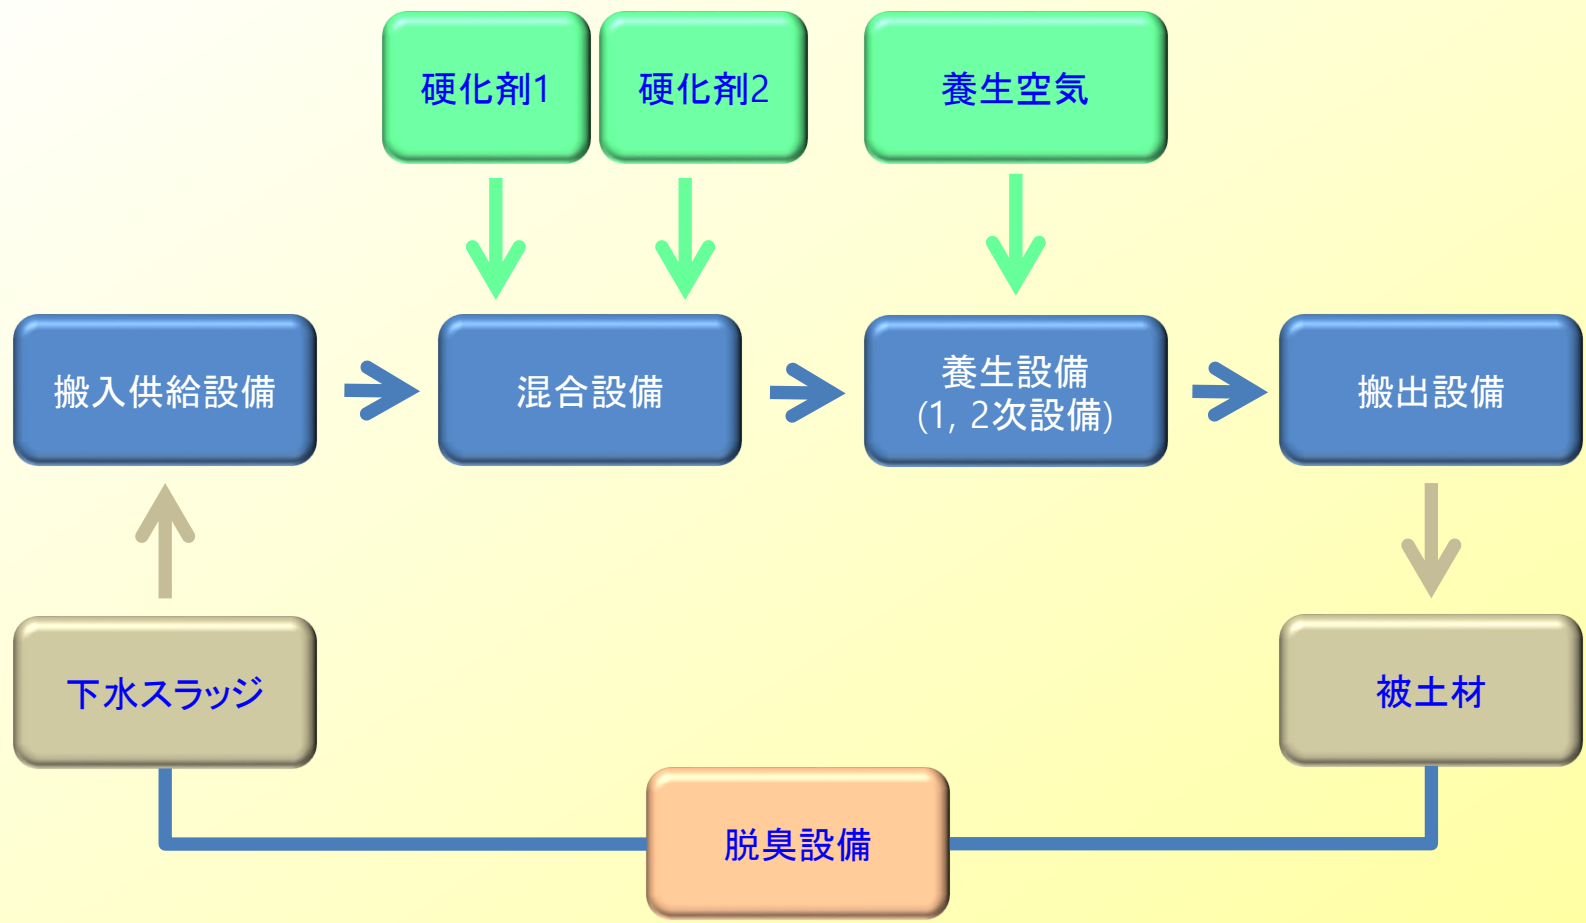 硬化剤1
硬化剤2
養生空気
搬入供給設備
混合設備
養生設備
(1, 2次設備)
搬出設備
下水スラッジ
被土材
脱臭設備